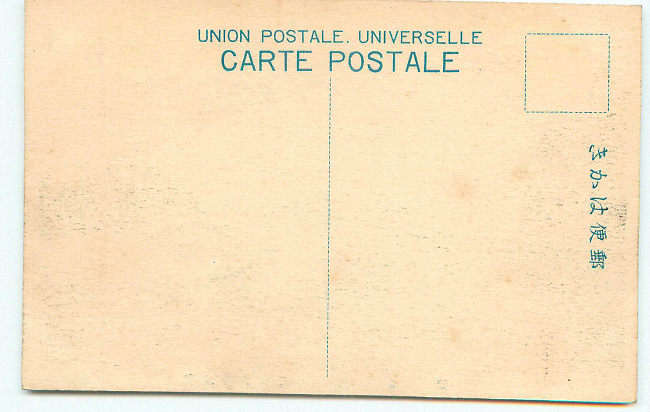 UNION POSTALE. UNIVERSELLE
CARTE POSTALE
郵便はかき